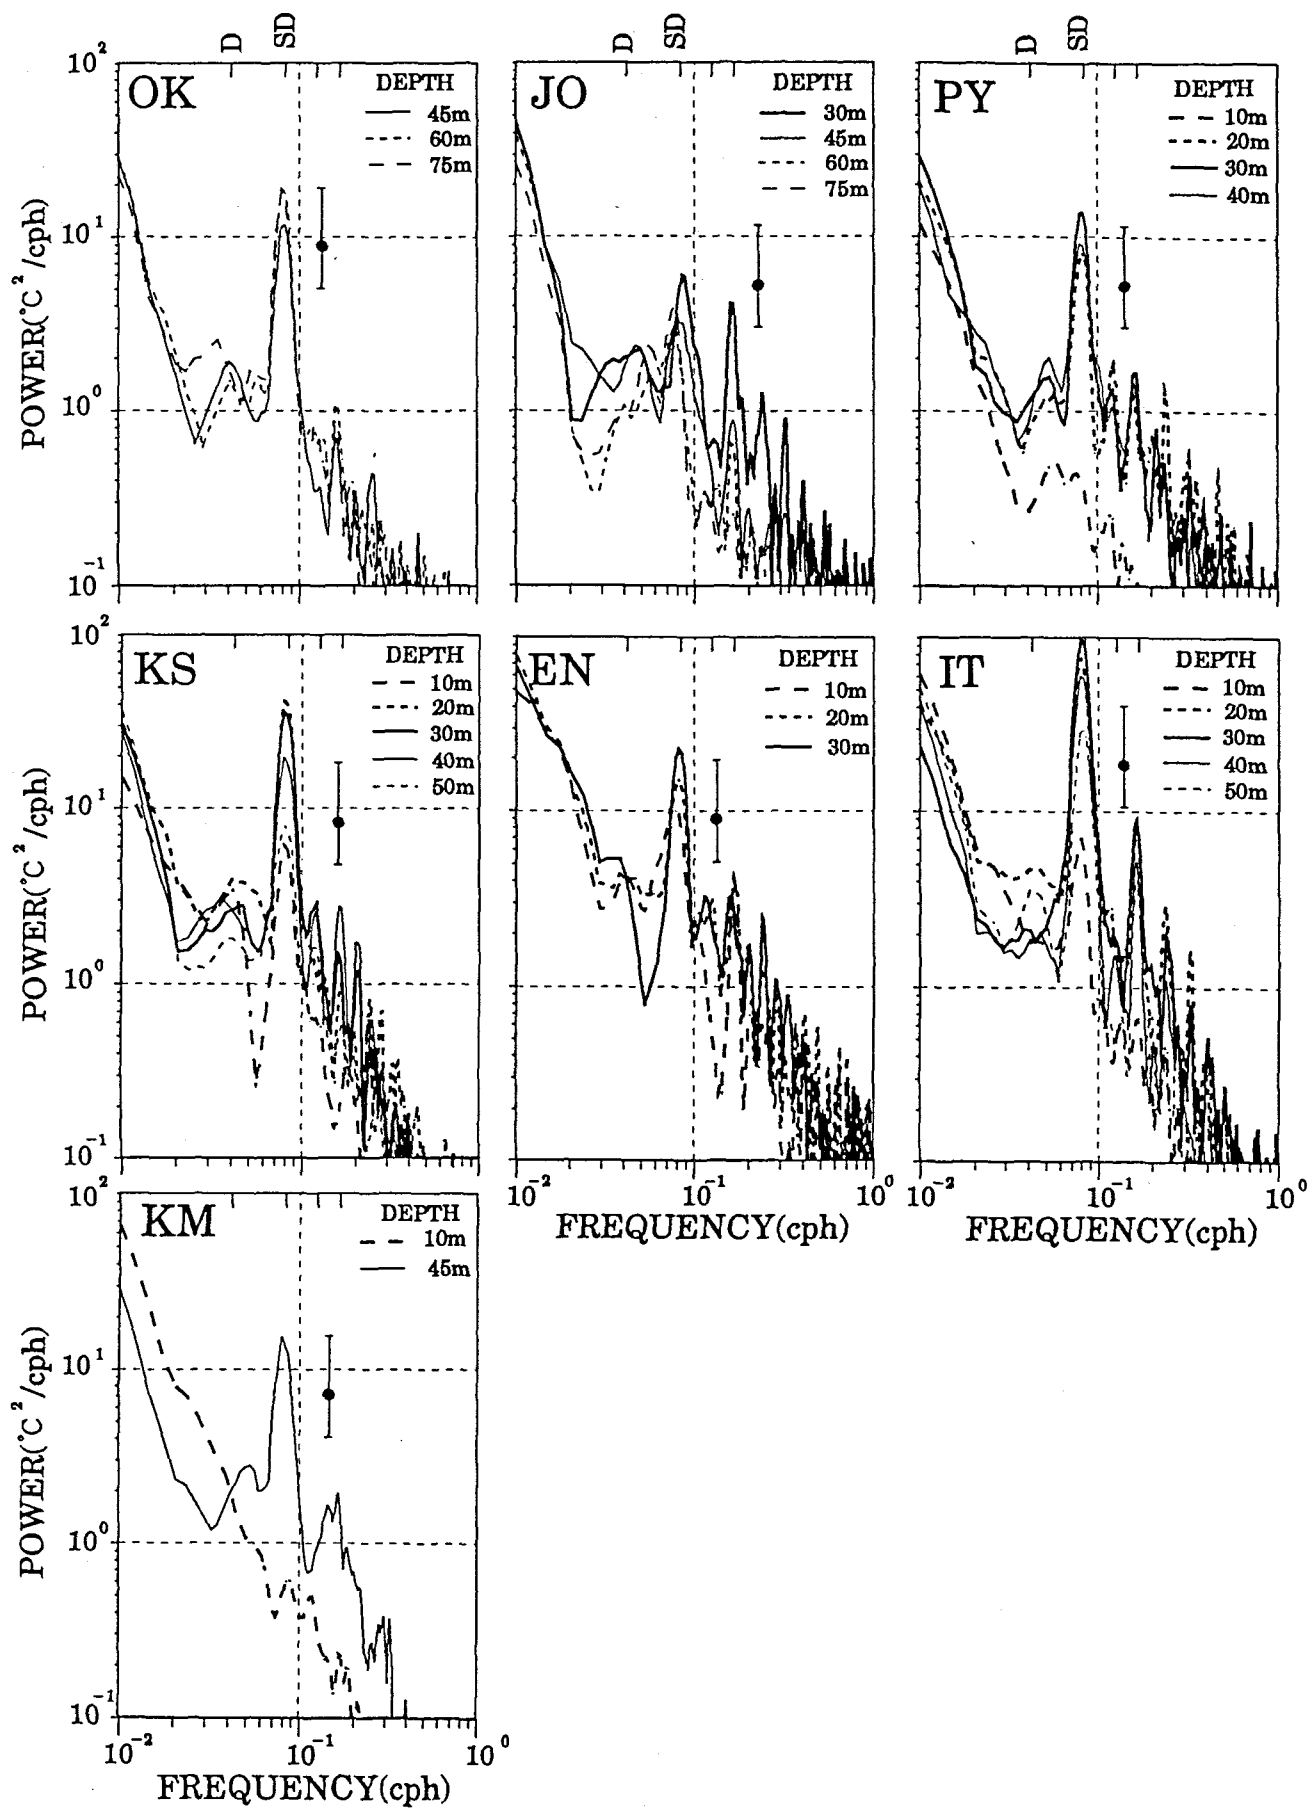 D SD D SD D SD
10² OK DEPTH JO DEPTH PY DEPTH
45m 30m 10m
60m 45m 20m
75m 60m 30m
75m 40m
10¹
10⁰
10⁻¹
POWER(°C²/cph)
10² KS DEPTH EN DEPTH IT DEPTH
10m 10m 10m
20m 20m 20m
30m 30m 30m
40m 40m
50m 50m
10¹
10⁰
10⁻¹
POWER(°C²/cph)
10⁻² 10⁻¹ 10⁰ 10⁻² 10⁻¹ 10⁰
FREQUENCY(cph) FREQUENCY(cph)
10² KM DEPTH
10m
45m
10¹
10⁰
10⁻¹
POWER(°C²/cph)
10⁻² 10⁻¹ 10⁰
FREQUENCY(cph)